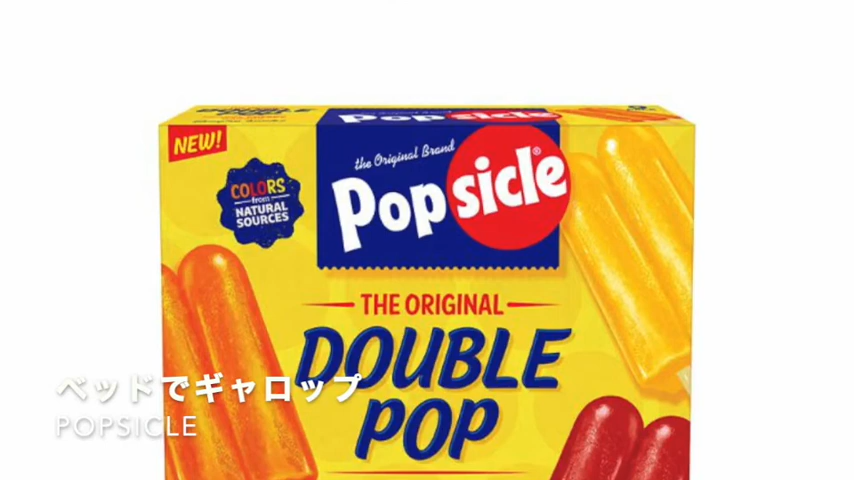 NEW!
the Original Brand
Popsicle®
COLORS
from
NATURAL
SOURCES
THE ORIGINAL
DOUBLE
POP
ベッドでギャロップ
POPSICLE